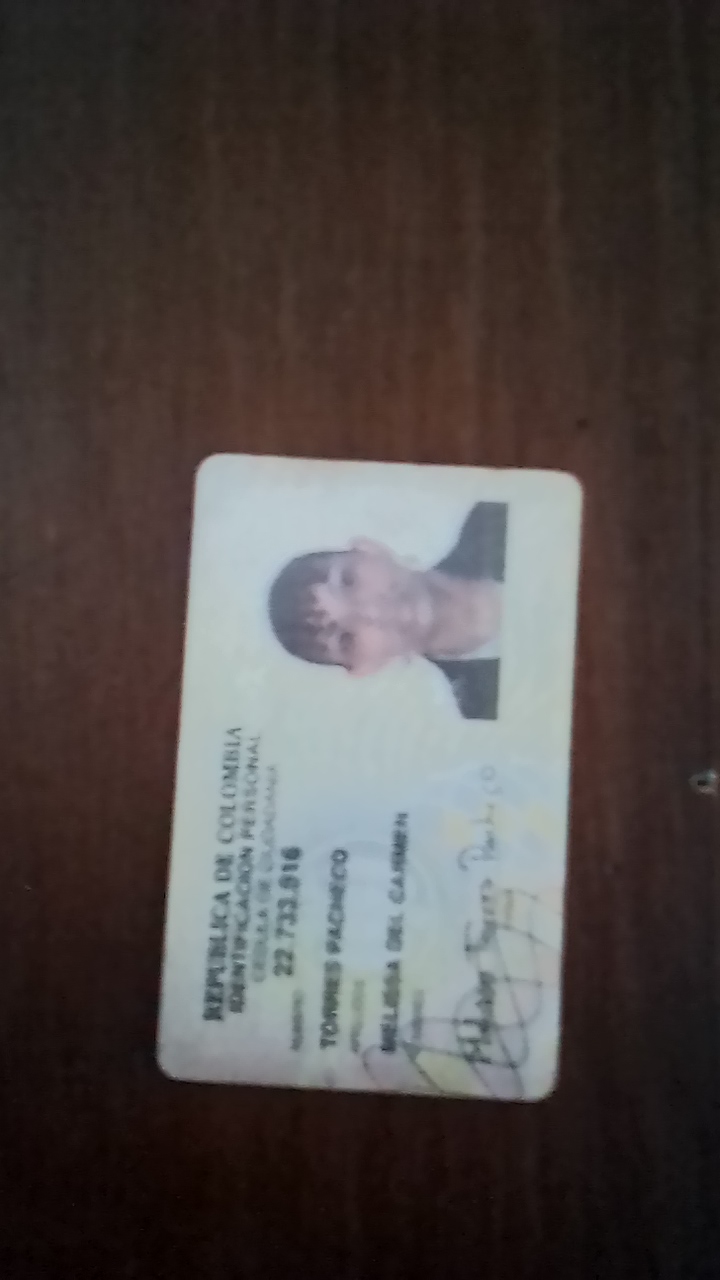 REPUBLICA DE COLOMBIA
IDENTIFICACION PERSONAL
CEDULA DE CIUDADANIA
NUMERO 22.733.016
TORRES PACHECO
APELLIDOS
MELISSA DEL CARMEN
NOMBRES
Melissa Torres Pacheco